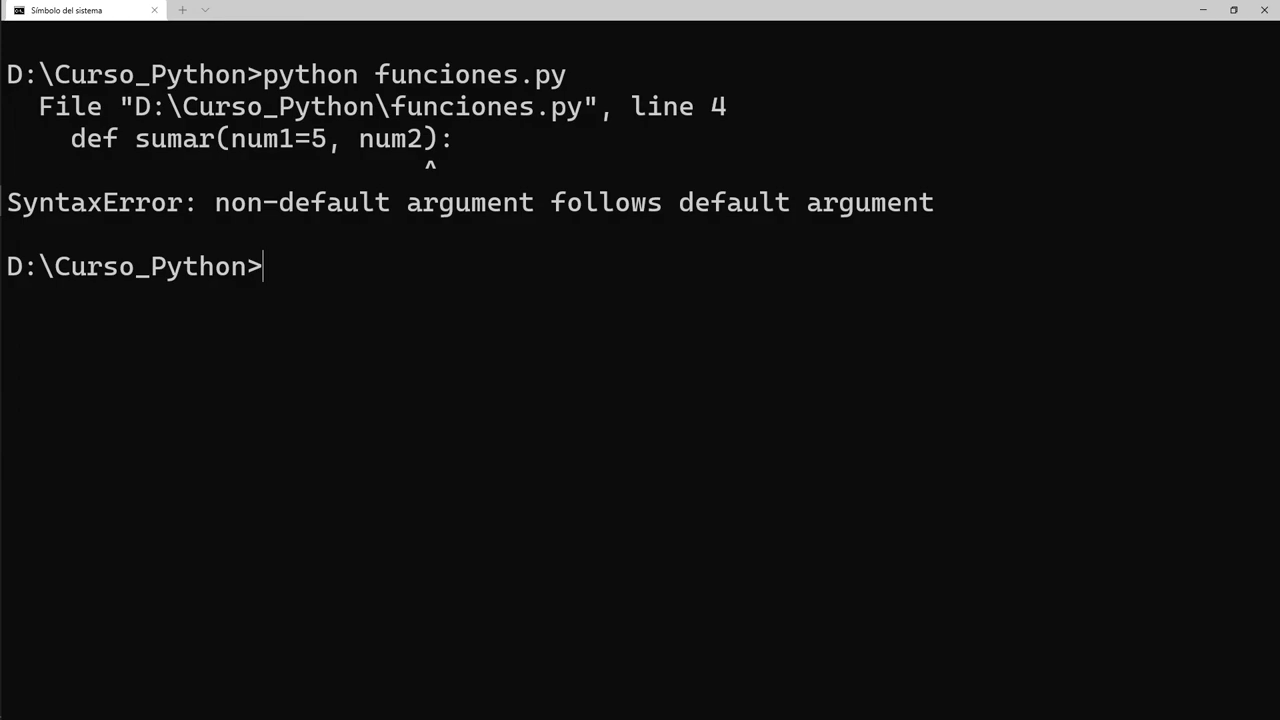 Símbolo del sistema
D:\Curso_Python>python funciones.py
  File "D:\Curso_Python\funciones.py", line 4
    def sumar(num1=5, num2):
                          ^
SyntaxError: non-default argument follows default argument
D:\Curso_Python>